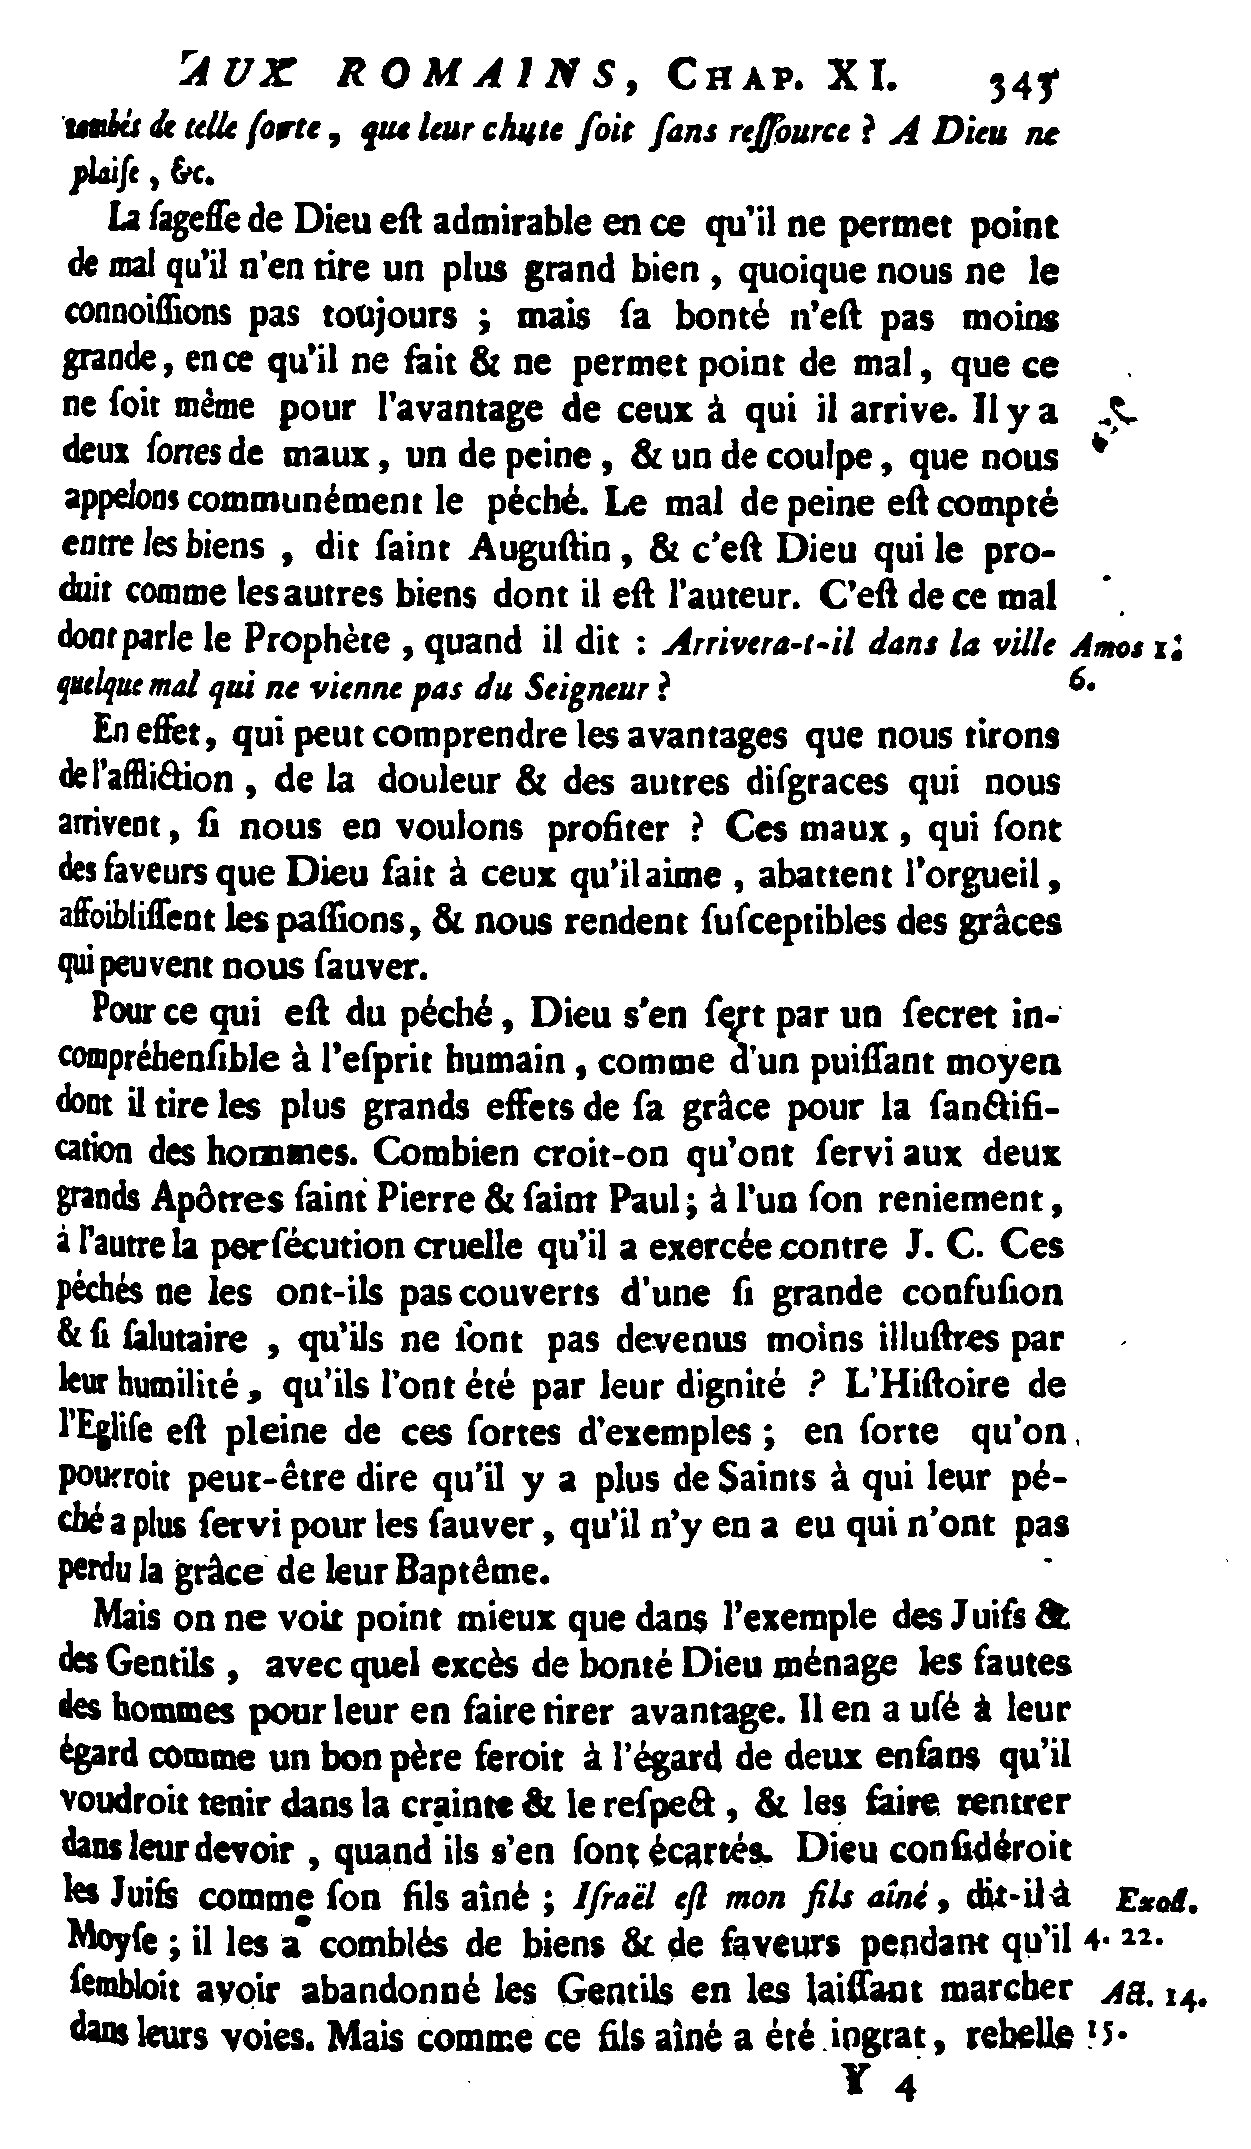 AUX ROMAINS, CHAP. XI. 345
tombés de telle ſorte, que leur chute ſoit ſans reſſource ? A Dieu ne
plaiſe, &c.
La ſageſſe de Dieu eſt admirable en ce qu'il ne permet point
de mal qu'il n'en tire un plus grand bien, quoique nous ne le
connoiſſions pas toujours ; mais ſa bonté n'eſt pas moins
grande, en ce qu'il ne fait & ne permet point de mal, que ce
ne ſoit même pour l'avantage de ceux à qui il arrive. Il y a
deux ſortes de maux, un de peine, & un de coulpe, que nous
appelons communément le péché. Le mal de peine eſt compté
entre les biens, dit ſaint Auguſtin, & c'eſt Dieu qui le pro-
duit comme les autres biens dont il eſt l'auteur. C'eſt de ce mal
dont parle le Prophète, quand il dit : Arrivera-t-il dans la ville Amos 1.
quelque mal qui ne vienne pas du Seigneur ? 6.
En effet, qui peut comprendre les avantages que nous tirons
de l'affliction, de la douleur & des autres diſgraces qui nous
arrivent, ſi nous en voulons profiter ? Ces maux, qui ſont
des faveurs que Dieu fait à ceux qu'il aime, abattent l'orgueil,
affoibliſſent les paſſions, & nous rendent ſuſceptibles des grâces
qui peuvent nous ſauver.
Pour ce qui eſt du péché, Dieu s'en ſert par un ſecret in-
compréhenſible à l'eſprit humain, comme d'un puiſſant moyen
dont il tire les plus grands effets de ſa grâce pour la ſanctifi-
cation des hommes. Combien croit-on qu'ont ſervi aux deux
grands Apôtres ſaint Pierre & ſaint Paul ; à l'un ſon reniement,
à l'autre la perſécution cruelle qu'il a exercée contre J. C. Ces
péchés ne les ont-ils pas couverts d'une ſi grande confuſion
& ſi ſalutaire, qu'ils ne ſont pas devenus moins illuſtres par
leur humilité, qu'ils l'ont été par leur dignité ? L'Hiſtoire de
l'Egliſe eſt pleine de ces ſortes d'exemples ; en ſorte qu'on
pourroit peut-être dire qu'il y a plus de Saints à qui leur pé-
ché a plus ſervi pour les ſauver, qu'il n'y en a eu qui n'ont pas
perdu la grâce de leur Baptême.
Mais on ne voit point mieux que dans l'exemple des Juifs &
des Gentils, avec quel excès de bonté Dieu ménage les fautes
des hommes pour leur en faire tirer avantage. Il en a uſé à leur
égard comme un bon père feroit à l'égard de deux enfans qu'il
voudroit tenir dans la crainte & le reſpect, & les faire rentrer
dans leur devoir, quand ils s'en ſont écartés. Dieu conſidéroit
les Juifs comme ſon fils aîné ; Iſraël eſt mon fils aîné, dit-il à Exod.
Moyſe ; il les a comblés de biens & de faveurs pendant qu'il 4. 22.
ſembloit avoir abandonné les Gentils en les laiſſant marcher Act. 14.
dans leurs voies. Mais comme ce fils aîné a été ingrat, rebelle 15.
Y 4